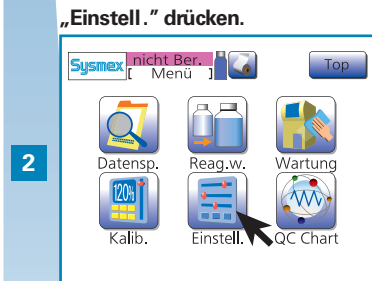 „Einstell.” drücken.
Sysmex nicht Ber. Top
[ Menü ]
2
Datensp. Reag.w. Wartung
120%
Kalib. Einstell. QC Chart